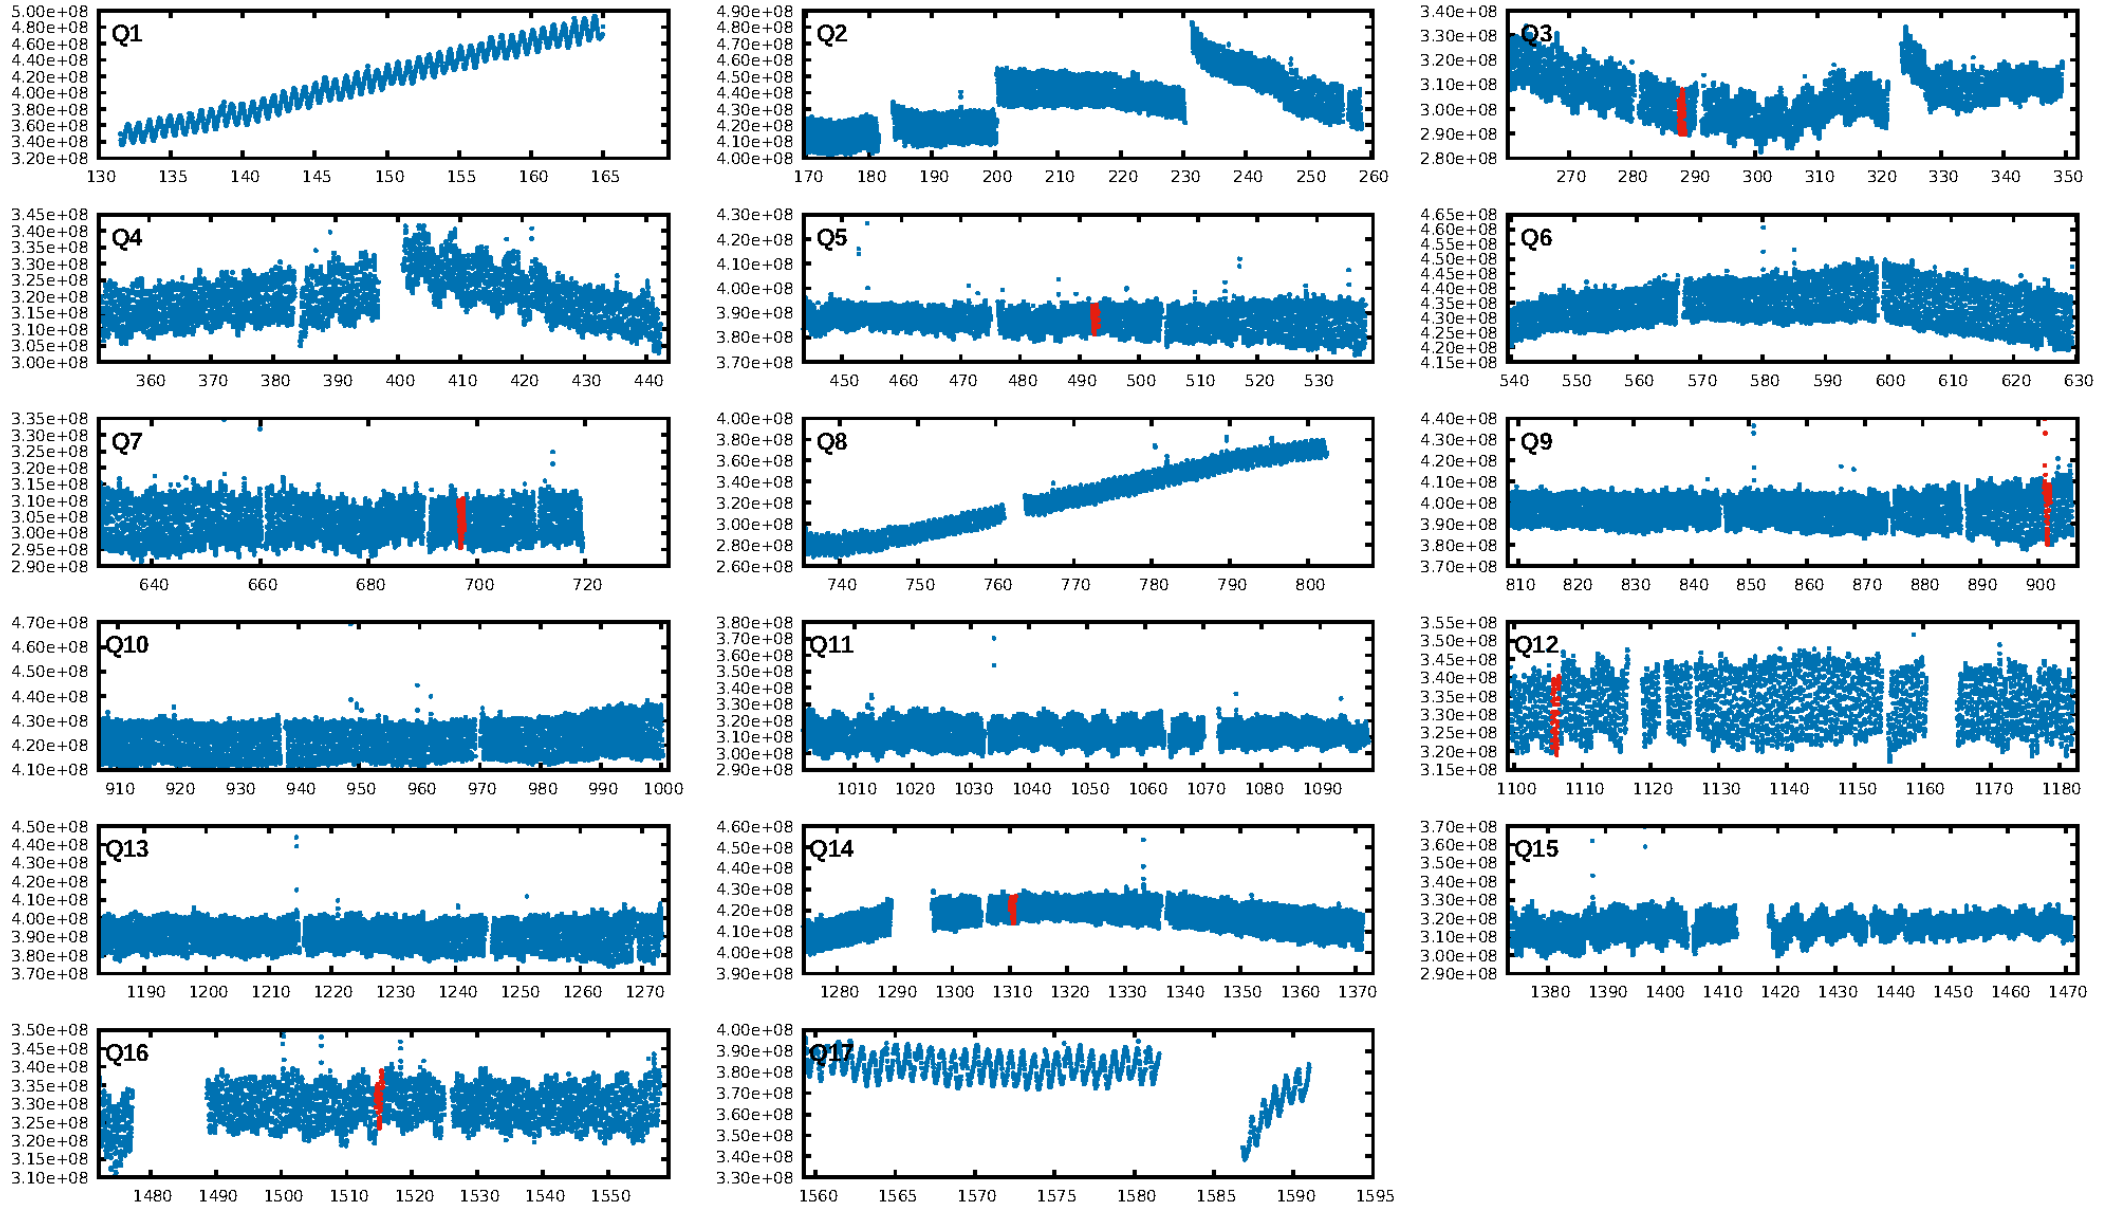 5.00e+08 4.80e+08 4.60e+08 4.40e+08 4.20e+08 4.00e+08 3.80e+08 3.60e+08 3.40e+08 3.20e+08
Q1
130 135 140 145 150 155 160 165
4.90e+08 4.80e+08 4.70e+08 4.60e+08 4.50e+08 4.40e+08 4.30e+08 4.20e+08 4.10e+08 4.00e+08
Q2
170 180 190 200 210 220 230 240 250 260
3.40e+08 3.30e+08 3.20e+08 3.10e+08 3.00e+08 2.90e+08 2.80e+08
Q3
270 280 290 300 310 320 330 340 350
3.45e+08 3.40e+08 3.35e+08 3.30e+08 3.25e+08 3.20e+08 3.15e+08 3.10e+08 3.05e+08 3.00e+08
Q4
360 370 380 390 400 410 420 430 440
4.30e+08 4.20e+08 4.10e+08 4.00e+08 3.90e+08 3.80e+08 3.70e+08
Q5
450 460 470 480 490 500 510 520 530
4.65e+08 4.60e+08 4.55e+08 4.50e+08 4.45e+08 4.40e+08 4.35e+08 4.30e+08 4.25e+08 4.20e+08 4.15e+08
Q6
540 550 560 570 580 590 600 610 620 630
3.35e+08 3.30e+08 3.25e+08 3.20e+08 3.15e+08 3.10e+08 3.05e+08 3.00e+08 2.95e+08 2.90e+08
Q7
640 660 680 700 720
4.00e+08 3.80e+08 3.60e+08 3.40e+08 3.20e+08 3.00e+08 2.80e+08 2.60e+08
Q8
740 750 760 770 780 790 800
4.40e+08 4.30e+08 4.20e+08 4.10e+08 4.00e+08 3.90e+08 3.80e+08 3.70e+08
Q9
810 820 830 840 850 860 870 880 890 900
4.70e+08 4.60e+08 4.50e+08 4.40e+08 4.30e+08 4.20e+08 4.10e+08
Q10
910 920 930 940 950 960 970 980 990 1000
3.80e+08 3.70e+08 3.60e+08 3.50e+08 3.40e+08 3.30e+08 3.20e+08 3.10e+08 3.00e+08 2.90e+08
Q11
1010 1020 1030 1040 1050 1060 1070 1080 1090
3.55e+08 3.50e+08 3.45e+08 3.40e+08 3.35e+08 3.30e+08 3.25e+08 3.20e+08 3.15e+08
Q12
1100 1110 1120 1130 1140 1150 1160 1170 1180
4.50e+08 4.40e+08 4.30e+08 4.20e+08 4.10e+08 4.00e+08 3.90e+08 3.80e+08 3.70e+08
Q13
1190 1200 1210 1220 1230 1240 1250 1260 1270
4.60e+08 4.50e+08 4.40e+08 4.30e+08 4.20e+08 4.10e+08 4.00e+08 3.90e+08
Q14
1280 1290 1300 1310 1320 1330 1340 1350 1360 1370
3.70e+08 3.60e+08 3.50e+08 3.40e+08 3.30e+08 3.20e+08 3.10e+08 3.00e+08 2.90e+08
Q15
1380 1390 1400 1410 1420 1430 1440 1450 1460 1470
3.50e+08 3.45e+08 3.40e+08 3.35e+08 3.30e+08 3.25e+08 3.20e+08 3.15e+08 3.10e+08
Q16
1480 1490 1500 1510 1520 1530 1540 1550
4.00e+08 3.90e+08 3.80e+08 3.70e+08 3.60e+08 3.50e+08 3.40e+08 3.30e+08
Q17
1560 1565 1570 1575 1580 1585 1590 1595